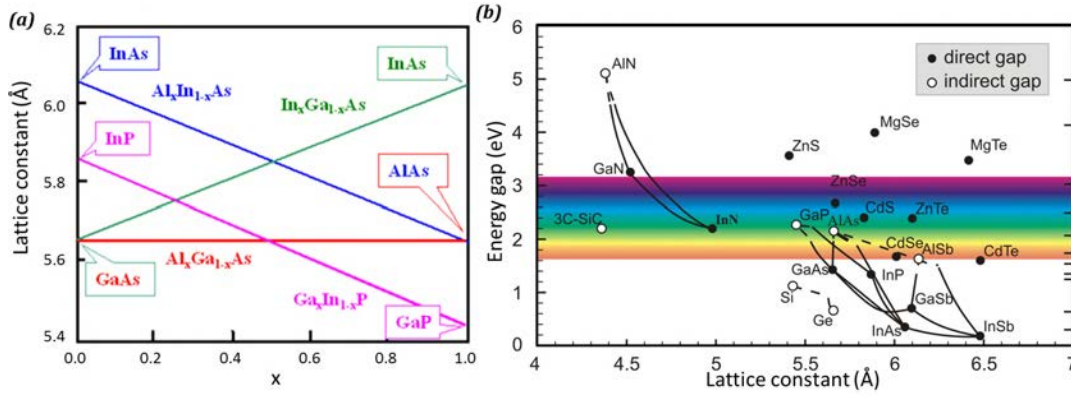 (a)
6.2
6.0
5.8
5.6
5.4
Lattice constant (Å)
InAs
InAs
AlxIn1-xAs
InxGa1-xAs
InP
AlAs
GaAs
AlxGa1-xAs
GaxIn1-xP
GaP
0.0
0.2
0.4
0.6
0.8
1.0
x
(b)
6
5
4
3
2
1
0
Energy gap (eV)
direct gap
indirect gap
AlN
MgSe
ZnS
MgTe
GaN
ZnSe
3C-SiC
InN
GaP
AlAs
CdS
ZnTe
CdSe
AlSb
CdTe
GaAs
InP
Si
Ge
GaSb
InAs
InSb
4
4.5
5
5.5
6
6.5
7
Lattice constant (Å)